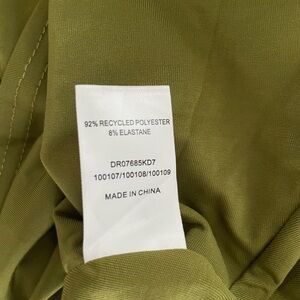 92% RECYCLED POLYESTER
8% ELASTANE
DR07685KD7
100107/100108/100109
MADE IN CHINA